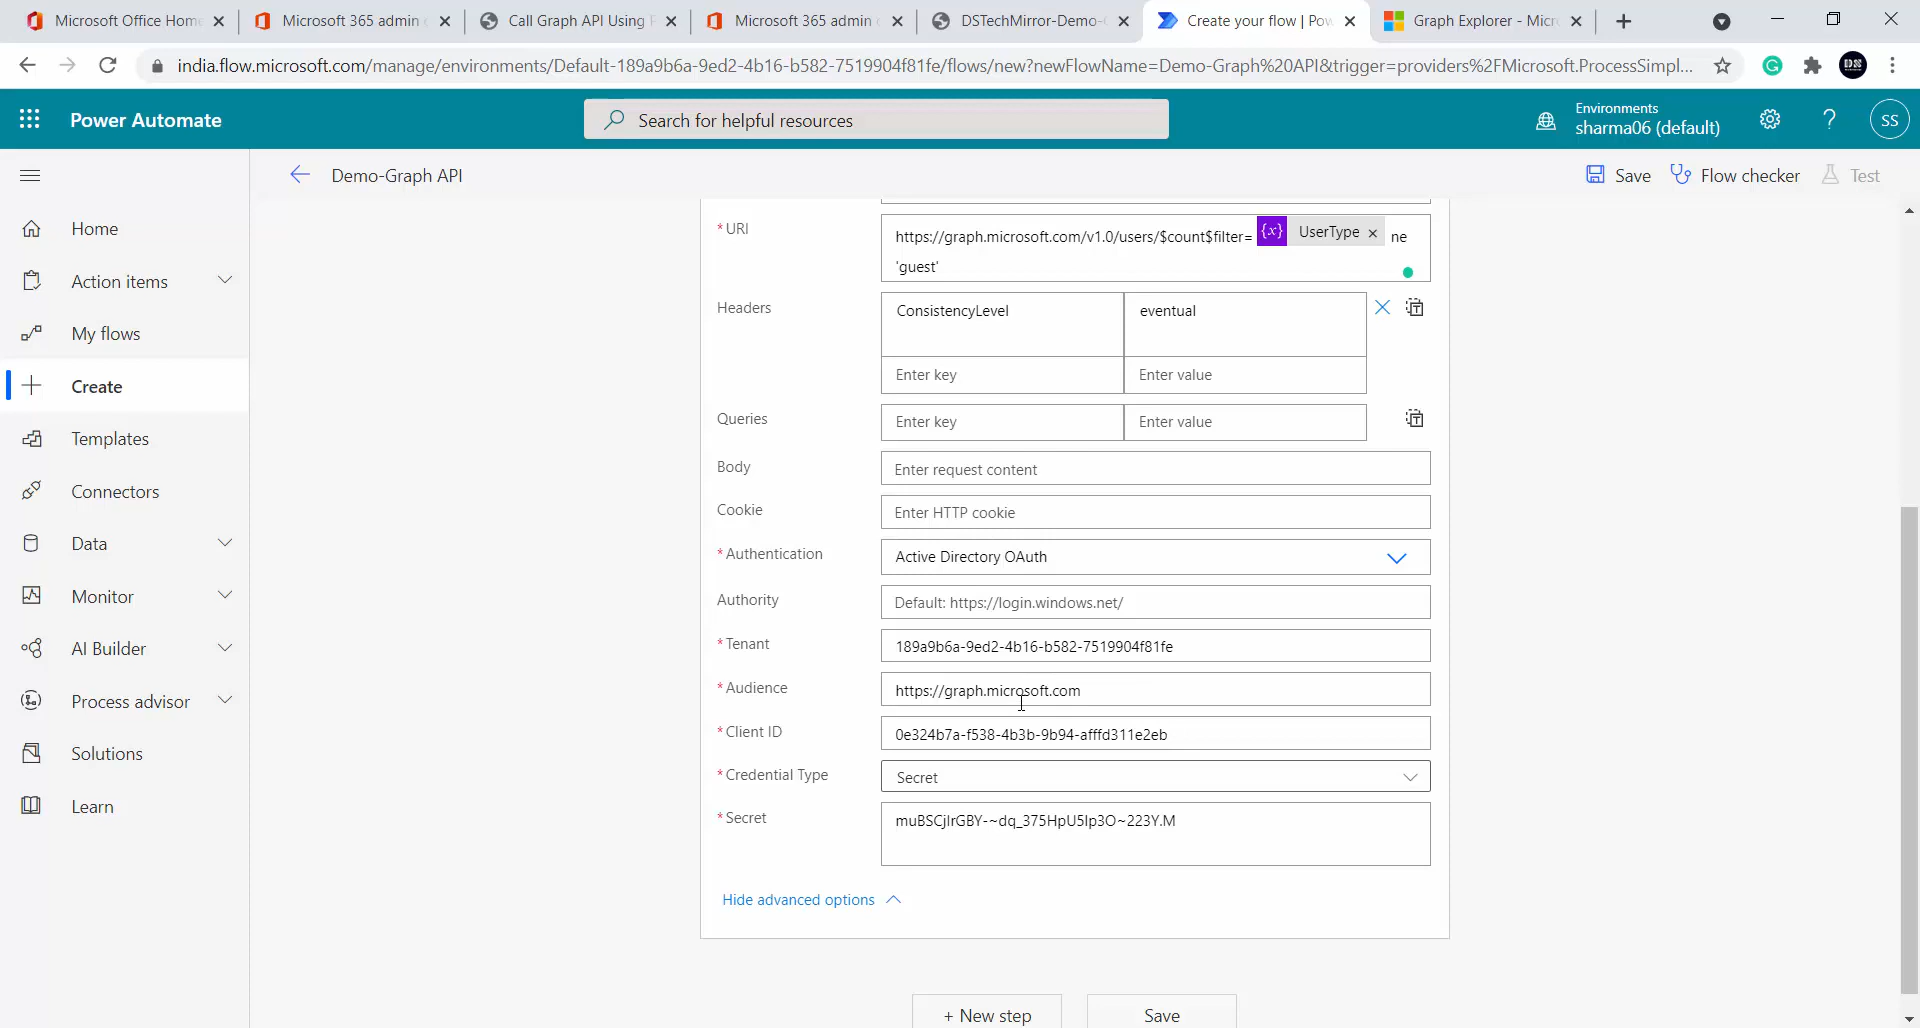 Microsoft Office Home
Microsoft 365 admin
Call Graph API Using
Microsoft 365 admin
DSTechMirror-Demo-
Create your flow | Pow
Graph Explorer - Micr
india.flow.microsoft.com/manage/environments/Default-189a9b6a-9ed2-4b16-b582-7519904f81fe/flows/new?newFlowName=Demo-Graph%20API&trigger=providers%2FMicrosoft.ProcessSimpl...
Power Automate
Search for helpful resources
Environments
sharma06 (default)
?
SS
Demo-Graph API
Save
Flow checker
Test
Home
Action items
My flows
Create
Templates
Connectors
Data
Monitor
AI Builder
Process advisor
Solutions
Learn
* URI
https://graph.microsoft.com/v1.0/users/$count$filter= {x} UserType × ne
'guest'
Headers
ConsistencyLevel
eventual
Enter key
Enter value
Queries
Enter key
Enter value
Body
Enter request content
Cookie
Enter HTTP cookie
* Authentication
Active Directory OAuth
Authority
Default: https://login.windows.net/
* Tenant
189a9b6a-9ed2-4b16-b582-7519904f81fe
* Audience
https://graph.microsoft.com
* Client ID
0e324b7a-f538-4b3b-9b94-afffd311e2eb
* Credential Type
Secret
* Secret
muBSCjIrGBY-~dq_375HpU5Ip3O~223Y.M
Hide advanced options
+ New step
Save